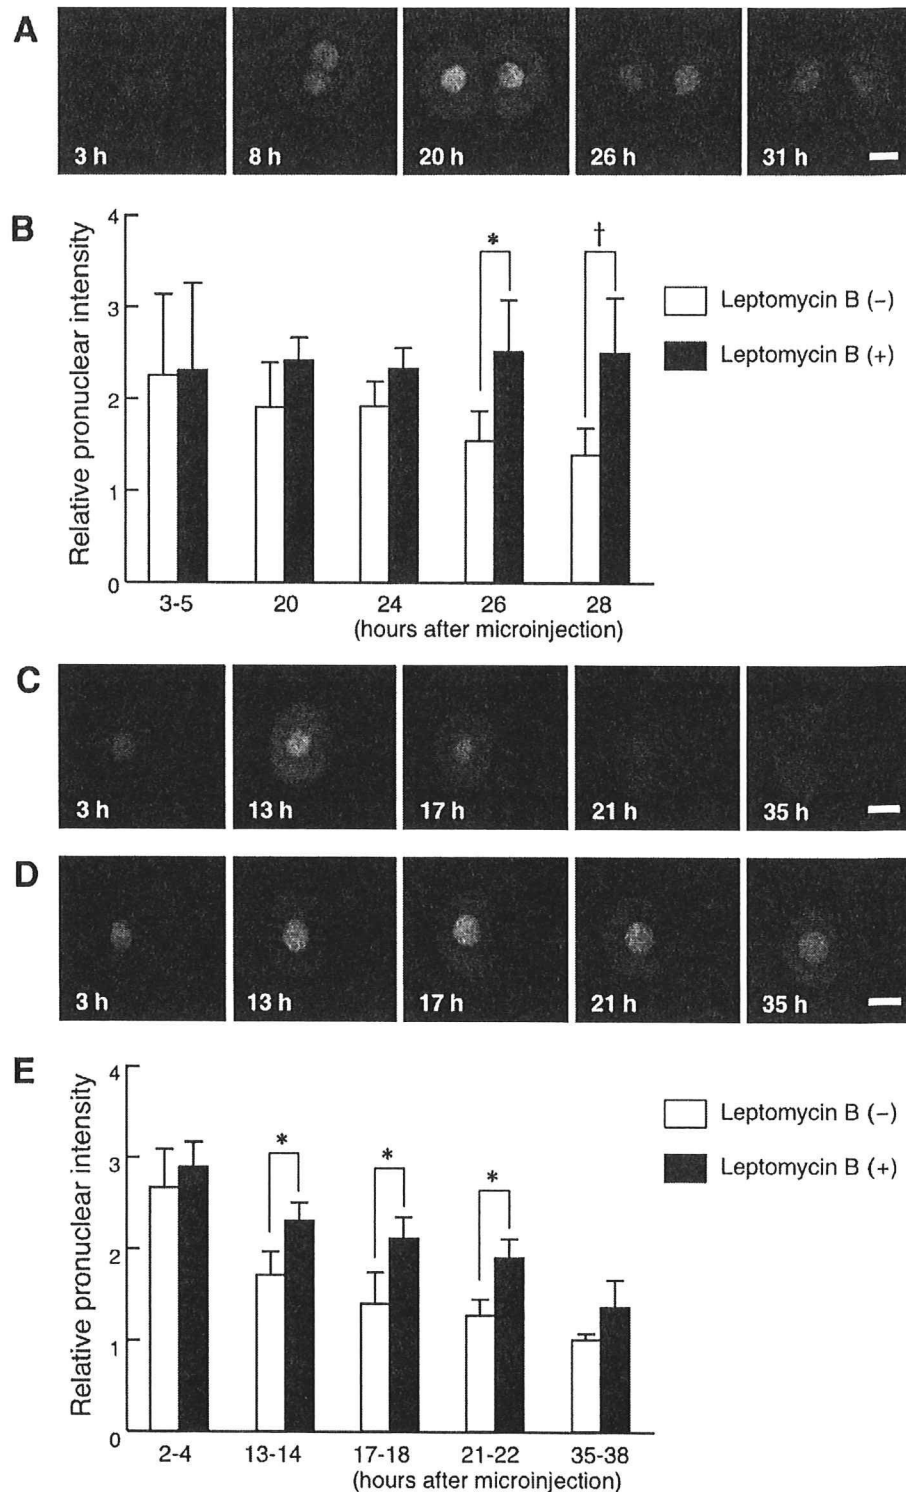 A
3 h 8 h 20 h 26 h 31 h
B
Relative pronuclear intensity
4
3
2
1
0
* †
Leptomycin B (−)
Leptomycin B (+)
3-5 20 24 26 28
(hours after microinjection)
C
3 h 13 h 17 h 21 h 35 h
D
3 h 13 h 17 h 21 h 35 h
E
Relative pronuclear intensity
4
3
2
1
0
* * *
Leptomycin B (−)
Leptomycin B (+)
2-4 13-14 17-18 21-22 35-38
(hours after microinjection)